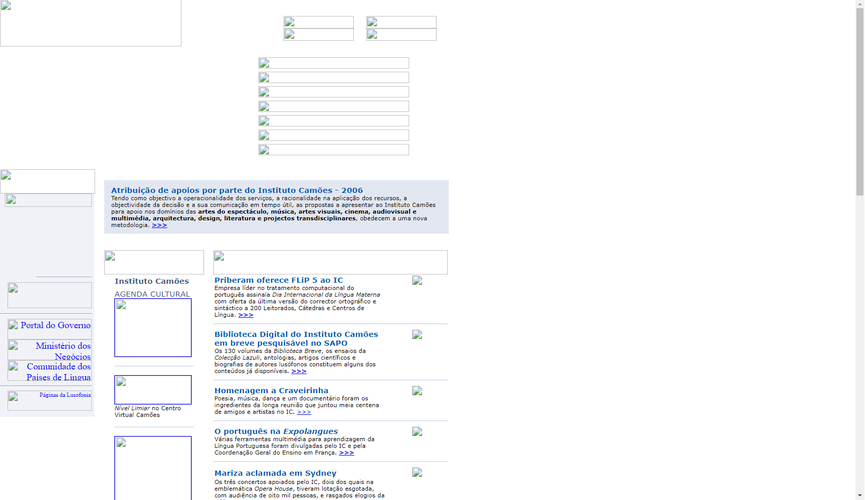 Atribuição de apoios por parte do Instituto Camões - 2006
Tendo como objectivo a operacionalidade dos serviços, a racionalidade na aplicação dos recursos, a
objectividade da decisão e a sua comunicação em tempo útil, as propostas a apresentar ao Instituto Camões
para apoio nos domínios das artes do espectáculo, música, artes visuais, cinema, audiovisual e
multimédia, arquitectura, design, literatura e projectos transdisciplinares, obedecem a uma nova
metodologia. >>>
Portal do Governo
Ministério dos
Negócios
Comunidade dos
Países de Língua
Páginas da Lusofonia
Instituto Camões
AGENDA CULTURAL
Nível Limiar no Centro
Virtual Camões
Priberam oferece FLiP 5 ao IC
Empresa líder no tratamento computacional do
português assinala Dia Internacional da Língua Materna
com oferta da última versão do corrector ortográfico e
sintáctico a 200 Leitorados, Cátedras e Centros de
Língua. >>>
Biblioteca Digital do Instituto Camões
em breve pesquisável no SAPO
Os 130 volumes da Biblioteca Breve, os ensaios da
Colecção Lazuli, antologias, artigos científicos e
biografias de autores lusófonos constituem alguns dos
conteúdos já disponíveis. >>>
Homenagem a Craveirinha
Poesia, música, dança e um documentário foram os
ingredientes da longa reunião que juntou meia centena
de amigos e artistas no IC. >>>
O português na Expolangues
Várias ferramentas multimédia para aprendizagem da
Língua Portuguesa foram divulgadas pelo IC e pela
Coordenação Geral do Ensino em França. >>>
Mariza aclamada em Sydney
Os três concertos apoiados pelo IC, dois dos quais na
emblemática Opera House, tiveram lotação esgotada,
com audiência de oito mil pessoas, e rasgados elogios da